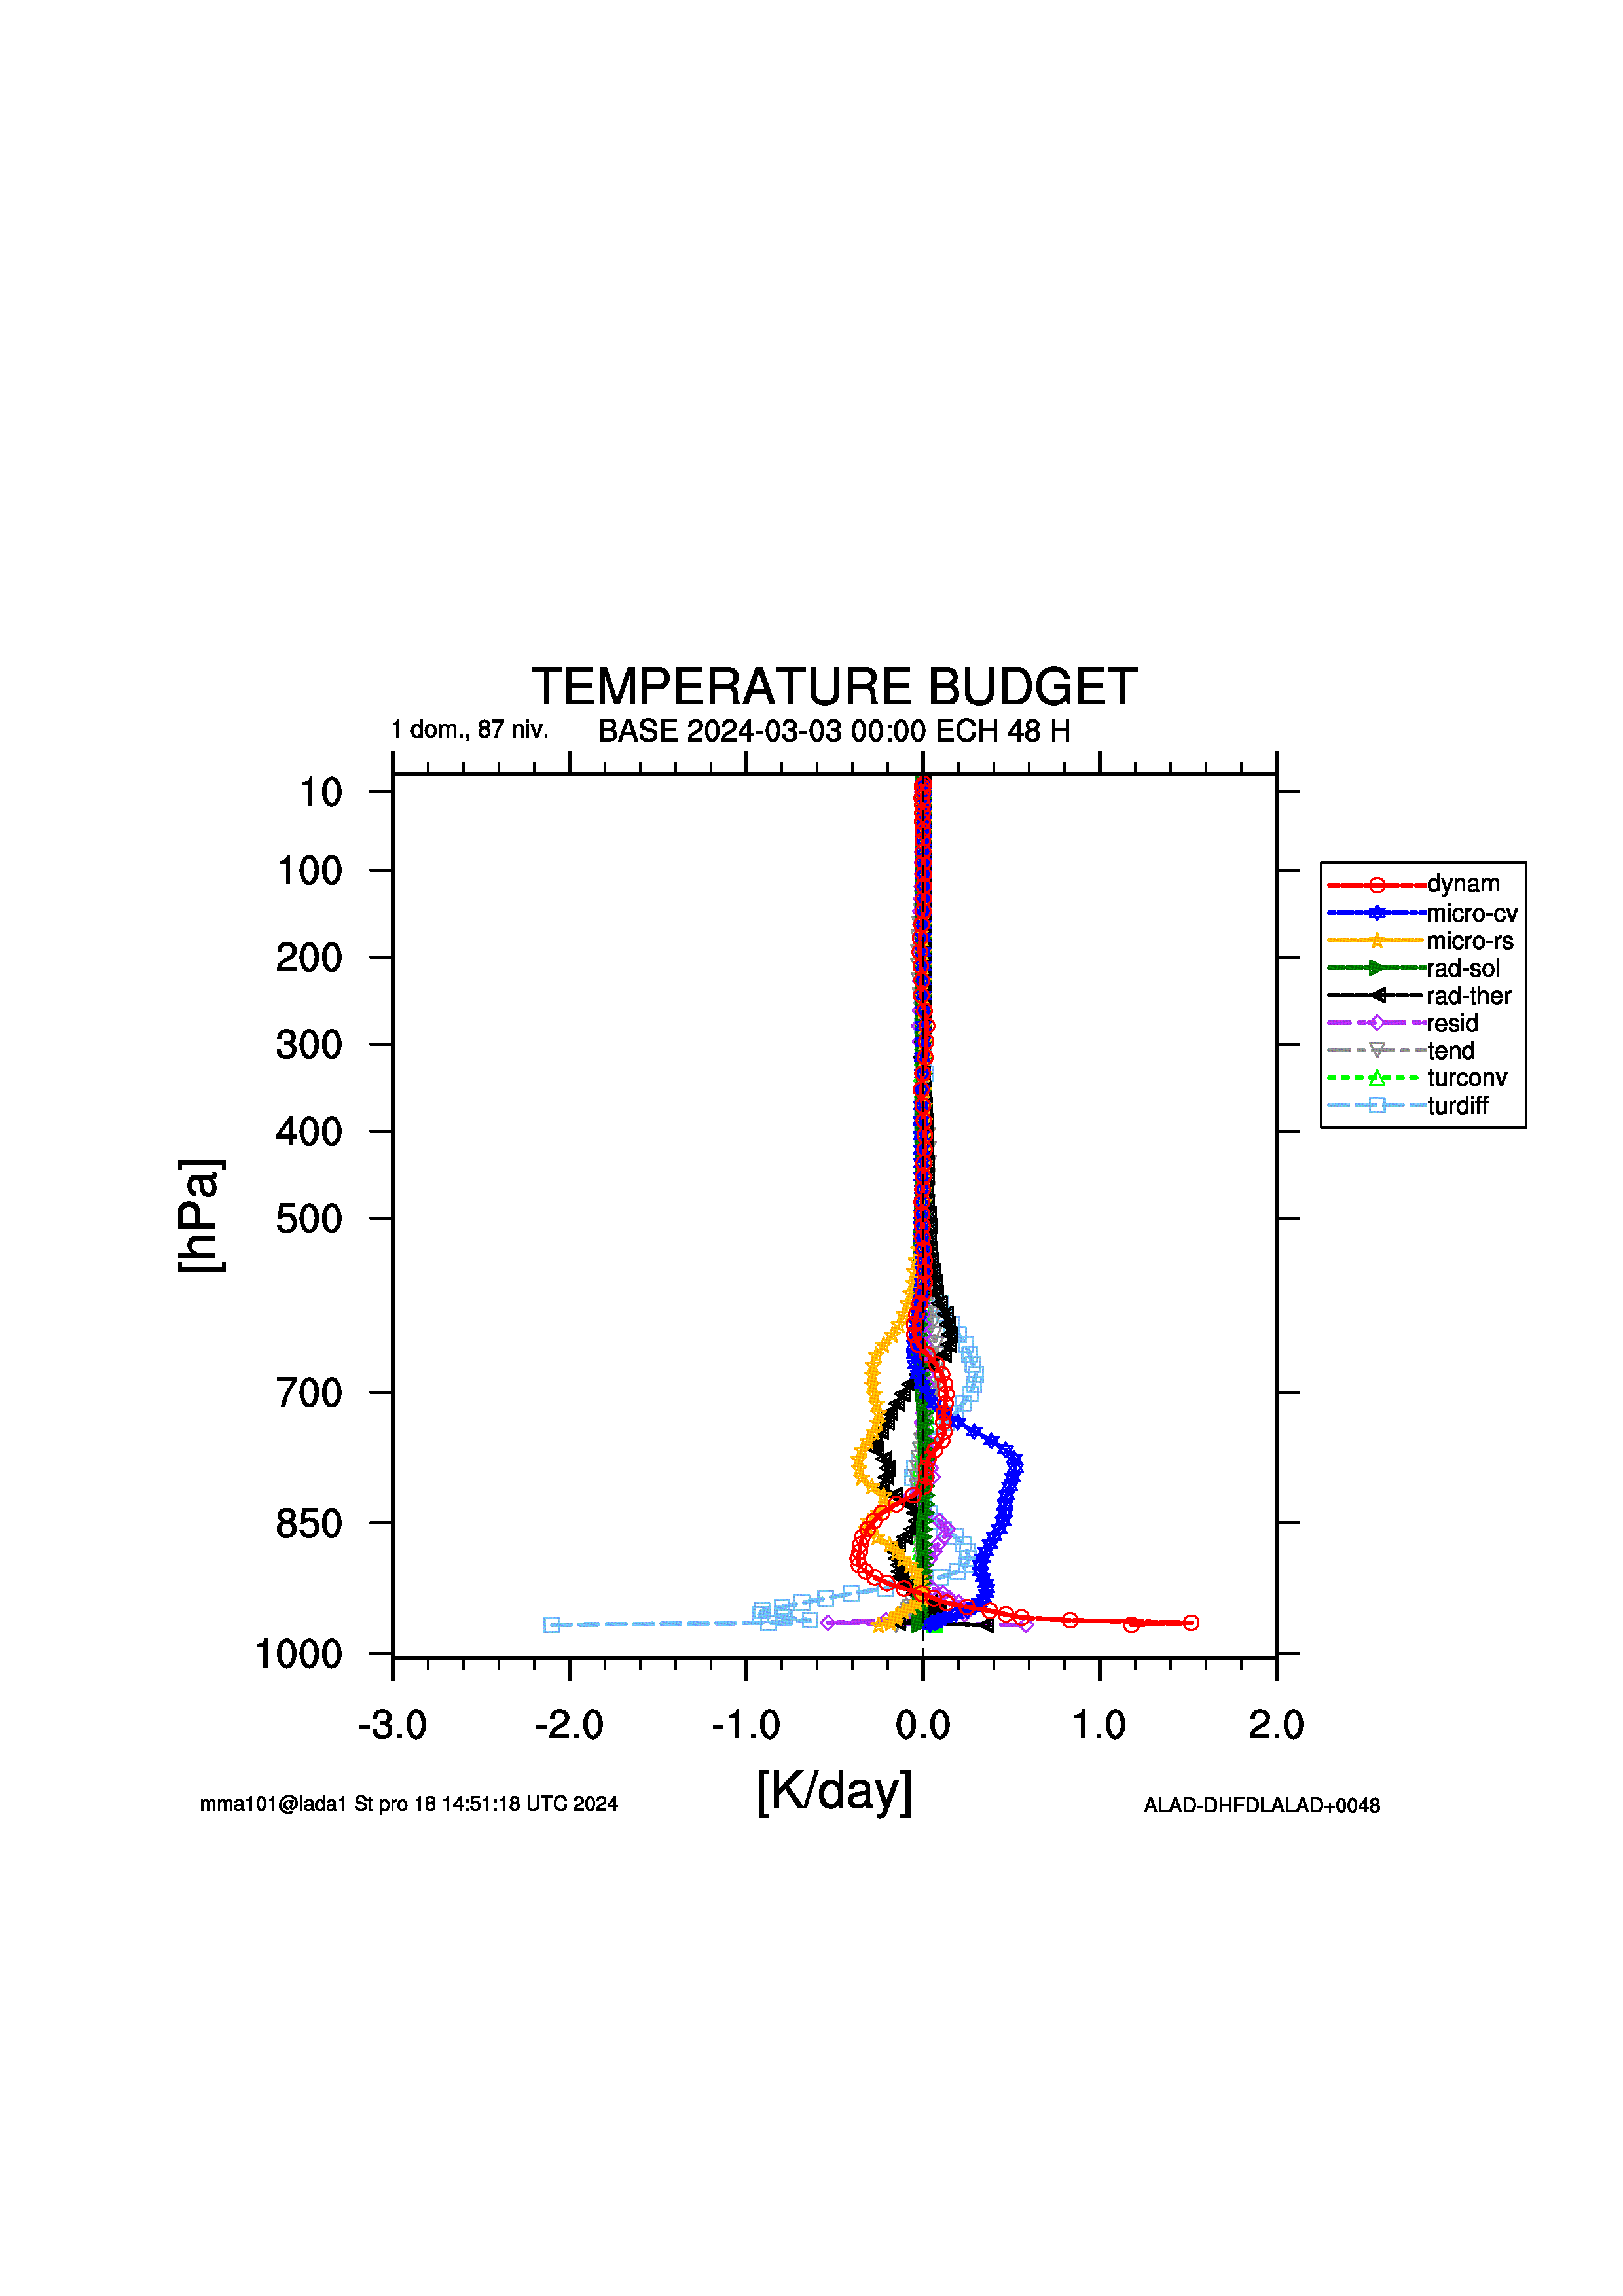 TEMPERATURE BUDGET
1 dom., 87 niv.
BASE 2024-03-03 00:00 ECH 48 H
10
100
200
300
400
500
700
850
1000
[hPa]
dynam
micro-cv
micro-rs
rad-sol
rad-ther
resid
tend
turconv
turdiff
-3.0 -2.0 -1.0 0.0 1.0 2.0
[K/day]
mma101@lada1 St pro 18 14:51:18 UTC 2024
ALAD-DHFDLALAD+0048